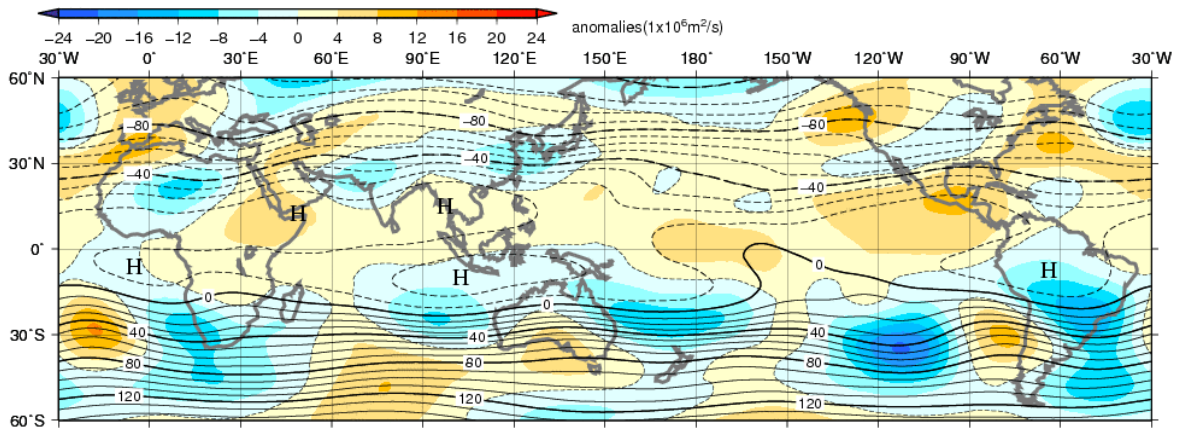 anomalies(1x10⁶m²/s)
−24 −20 −16 −12 −8 −4 0 4 8 12 16 20 24
30°W 0° 30°E 60°E 90°E 120°E 150°E 180° 150°W 120°W 90°W 60°W 30°W
60°N
−80 −80 −80
30°N
−40 −40 −40
H H
0°
H H 0 H
0 0
30°S
40 40 40
80 80 80
120 120
60°S